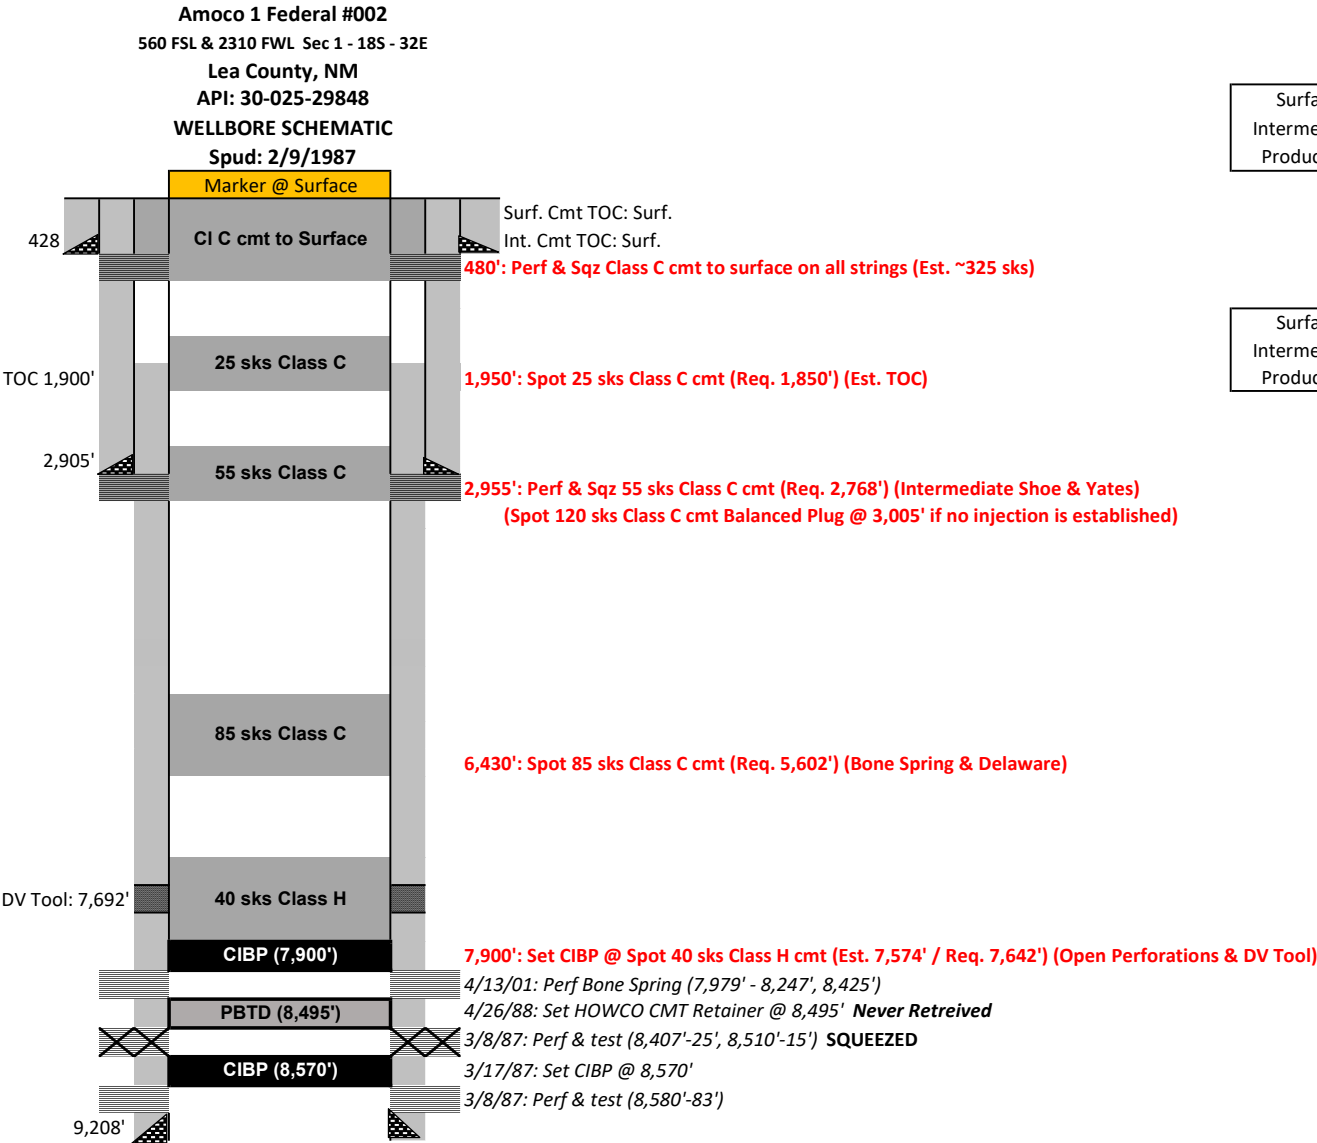 Amoco 1 Federal #002
560 FSL & 2310 FWL Sec 1 - 18S - 32E
Lea County, NM
API: 30-025-29848
WELLBORE SCHEMATIC
Spud: 2/9/1987
Marker @ Surface
Surfa
Interme
Produc
Surf. Cmt TOC: Surf.
428
Cl C cmt to Surface
Int. Cmt TOC: Surf.
480': Perf & Sqz Class C cmt to surface on all strings (Est. ~325 sks)
Surfa
Interme
Produc
25 sks Class C
TOC 1,900'
1,950': Spot 25 sks Class C cmt (Req. 1,850') (Est. TOC)
2,905'
55 sks Class C
2,955': Perf & Sqz 55 sks Class C cmt (Req. 2,768') (Intermediate Shoe & Yates)
(Spot 120 sks Class C cmt Balanced Plug @ 3,005' if no injection is established)
85 sks Class C
6,430': Spot 85 sks Class C cmt (Req. 5,602') (Bone Spring & Delaware)
DV Tool: 7,692'
40 sks Class H
CIBP (7,900')
7,900': Set CIBP @ Spot 40 sks Class H cmt (Est. 7,574' / Req. 7,642') (Open Perforations & DV Tool)
4/13/01: Perf Bone Spring (7,979' - 8,247', 8,425')
PBTD (8,495')
4/26/88: Set HOWCO CMT Retainer @ 8,495' Never Retreived
3/8/87: Perf & test (8,407'-25', 8,510'-15') SQUEEZED
CIBP (8,570')
3/17/87: Set CIBP @ 8,570'
3/8/87: Perf & test (8,580'-83')
9,208'